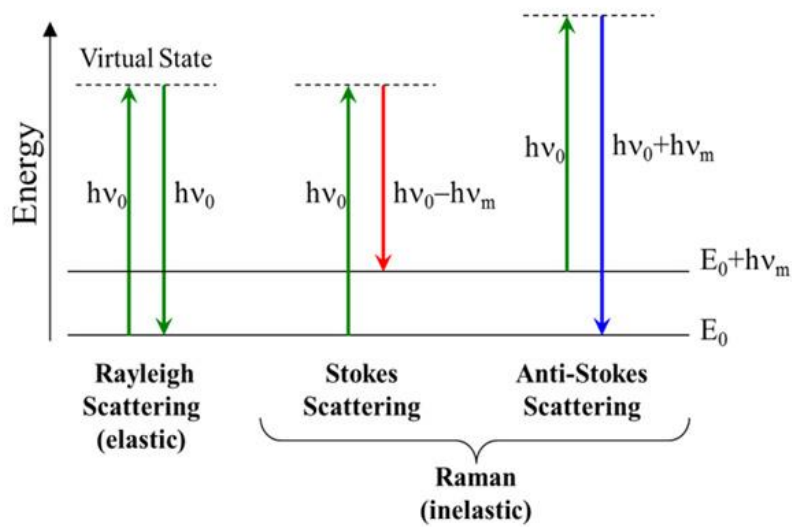 Virtual State
Energy
hν₀
hν₀
hν₀
hν₀–hνₘ
hν₀
hν₀+hνₘ
E₀+hνₘ
E₀
Rayleigh
Scattering
(elastic)
Stokes
Scattering
Anti-Stokes
Scattering
Raman
(inelastic)